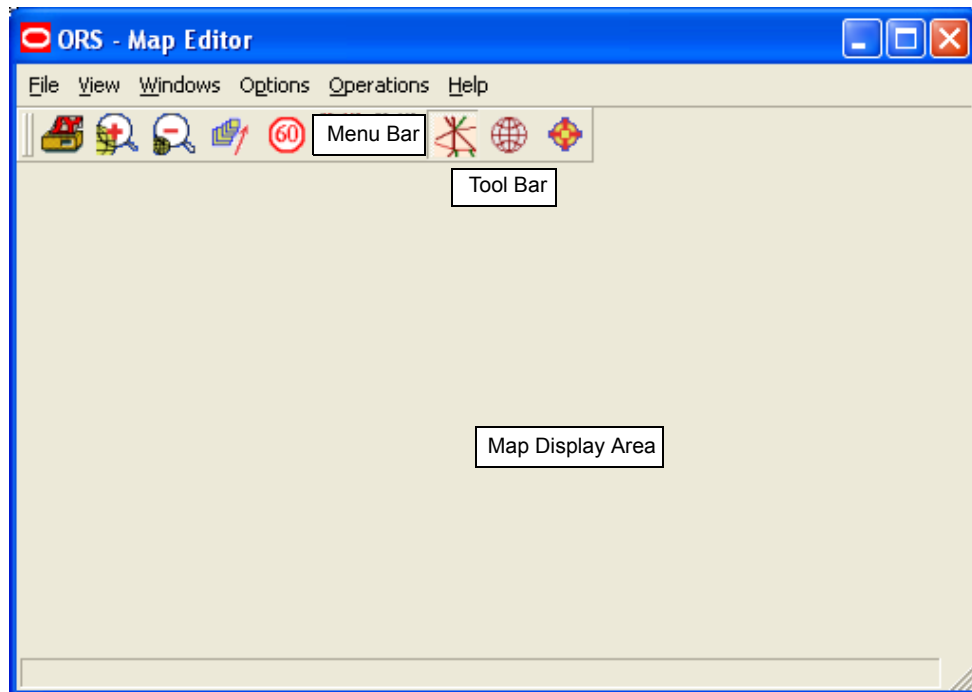 ORS - Map Editor
File View Windows Options Operations Help
60 Menu Bar
Tool Bar
Map Display Area